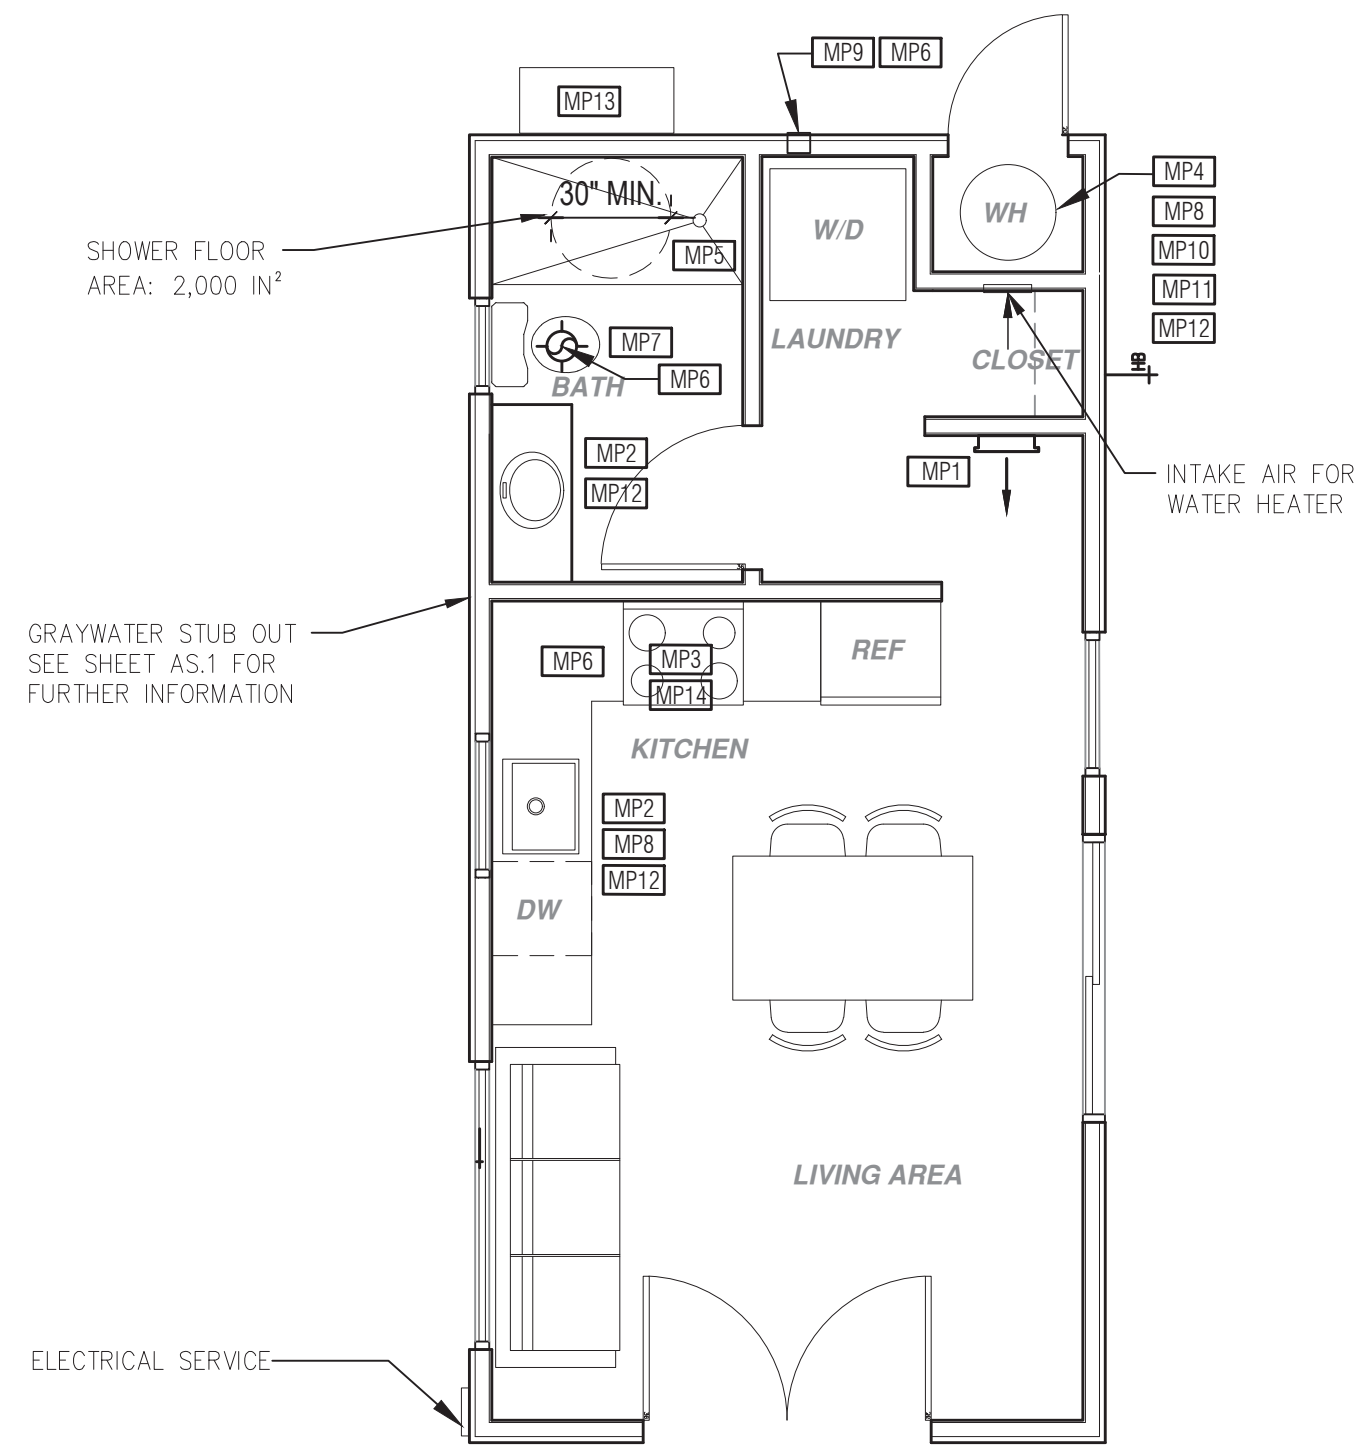 MP9 MP6
MP13
30" MIN.
MP4
MP8
MP10
MP11
MP12
WH
W/D
SHOWER FLOOR
AREA: 2,000 IN²
MP5
LAUNDRY
MP7
CLOSET
HB
MP6
BATH
MP2
MP12
MP1
INTAKE AIR FOR
WATER HEATER
GRAYWATER STUB OUT
SEE SHEET AS.1 FOR
FURTHER INFORMATION
MP6
MP3
MP14
REF
KITCHEN
MP2
MP8
MP12
DW
LIVING AREA
ELECTRICAL SERVICE